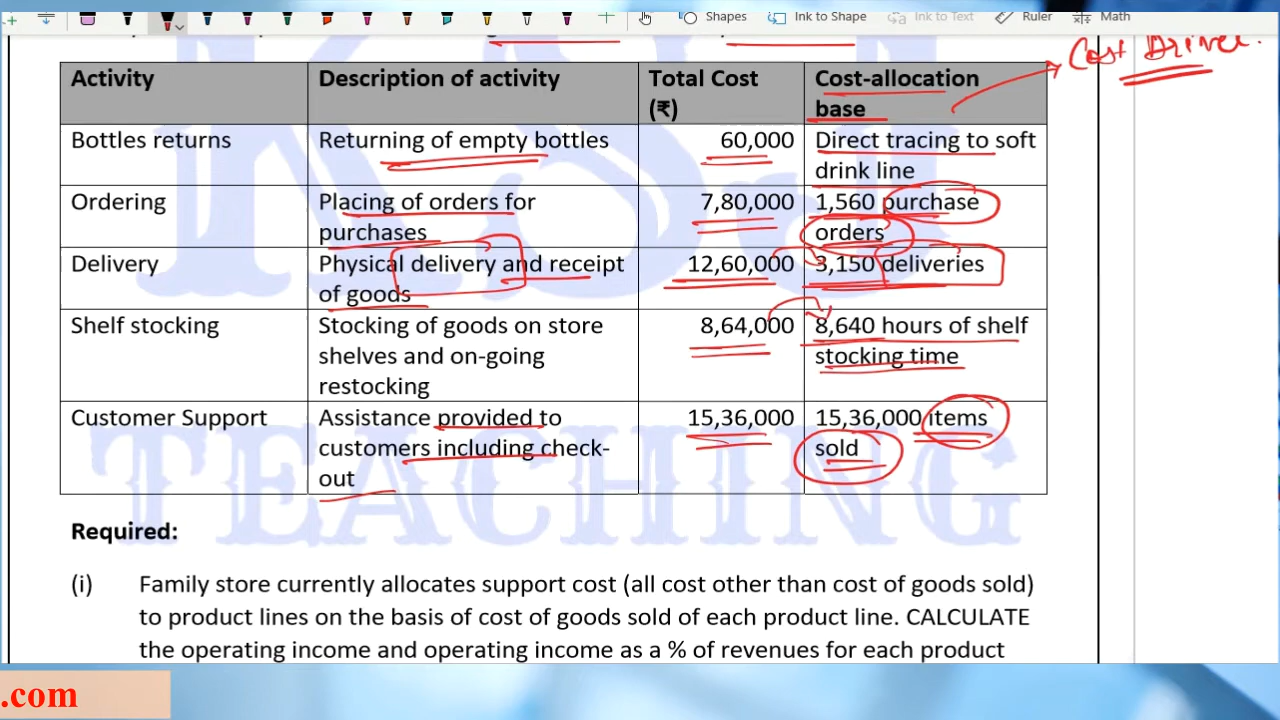 Shapes Ink to Shape Ink to Text Ruler Math
Cost Driver.
Activity Description of activity Total Cost Cost-allocation
(₹) base
Bottles returns Returning of empty bottles 60,000 Direct tracing to soft
drink line
Ordering Placing of orders for 7,80,000 1,560 purchase
purchases orders
Delivery Physical delivery and receipt 12,60,000 3,150 deliveries
of goods
Shelf stocking Stocking of goods on store 8,64,000 8,640 hours of shelf
shelves and on-going stocking time
restocking
Customer Support Assistance provided to 15,36,000 15,36,000 items
customers including check- sold
out
TEACHING
Required:
(i) Family store currently allocates support cost (all cost other than cost of goods sold)
to product lines on the basis of cost of goods sold of each product line. CALCULATE
the operating income and operating income as a % of revenues for each product
.com